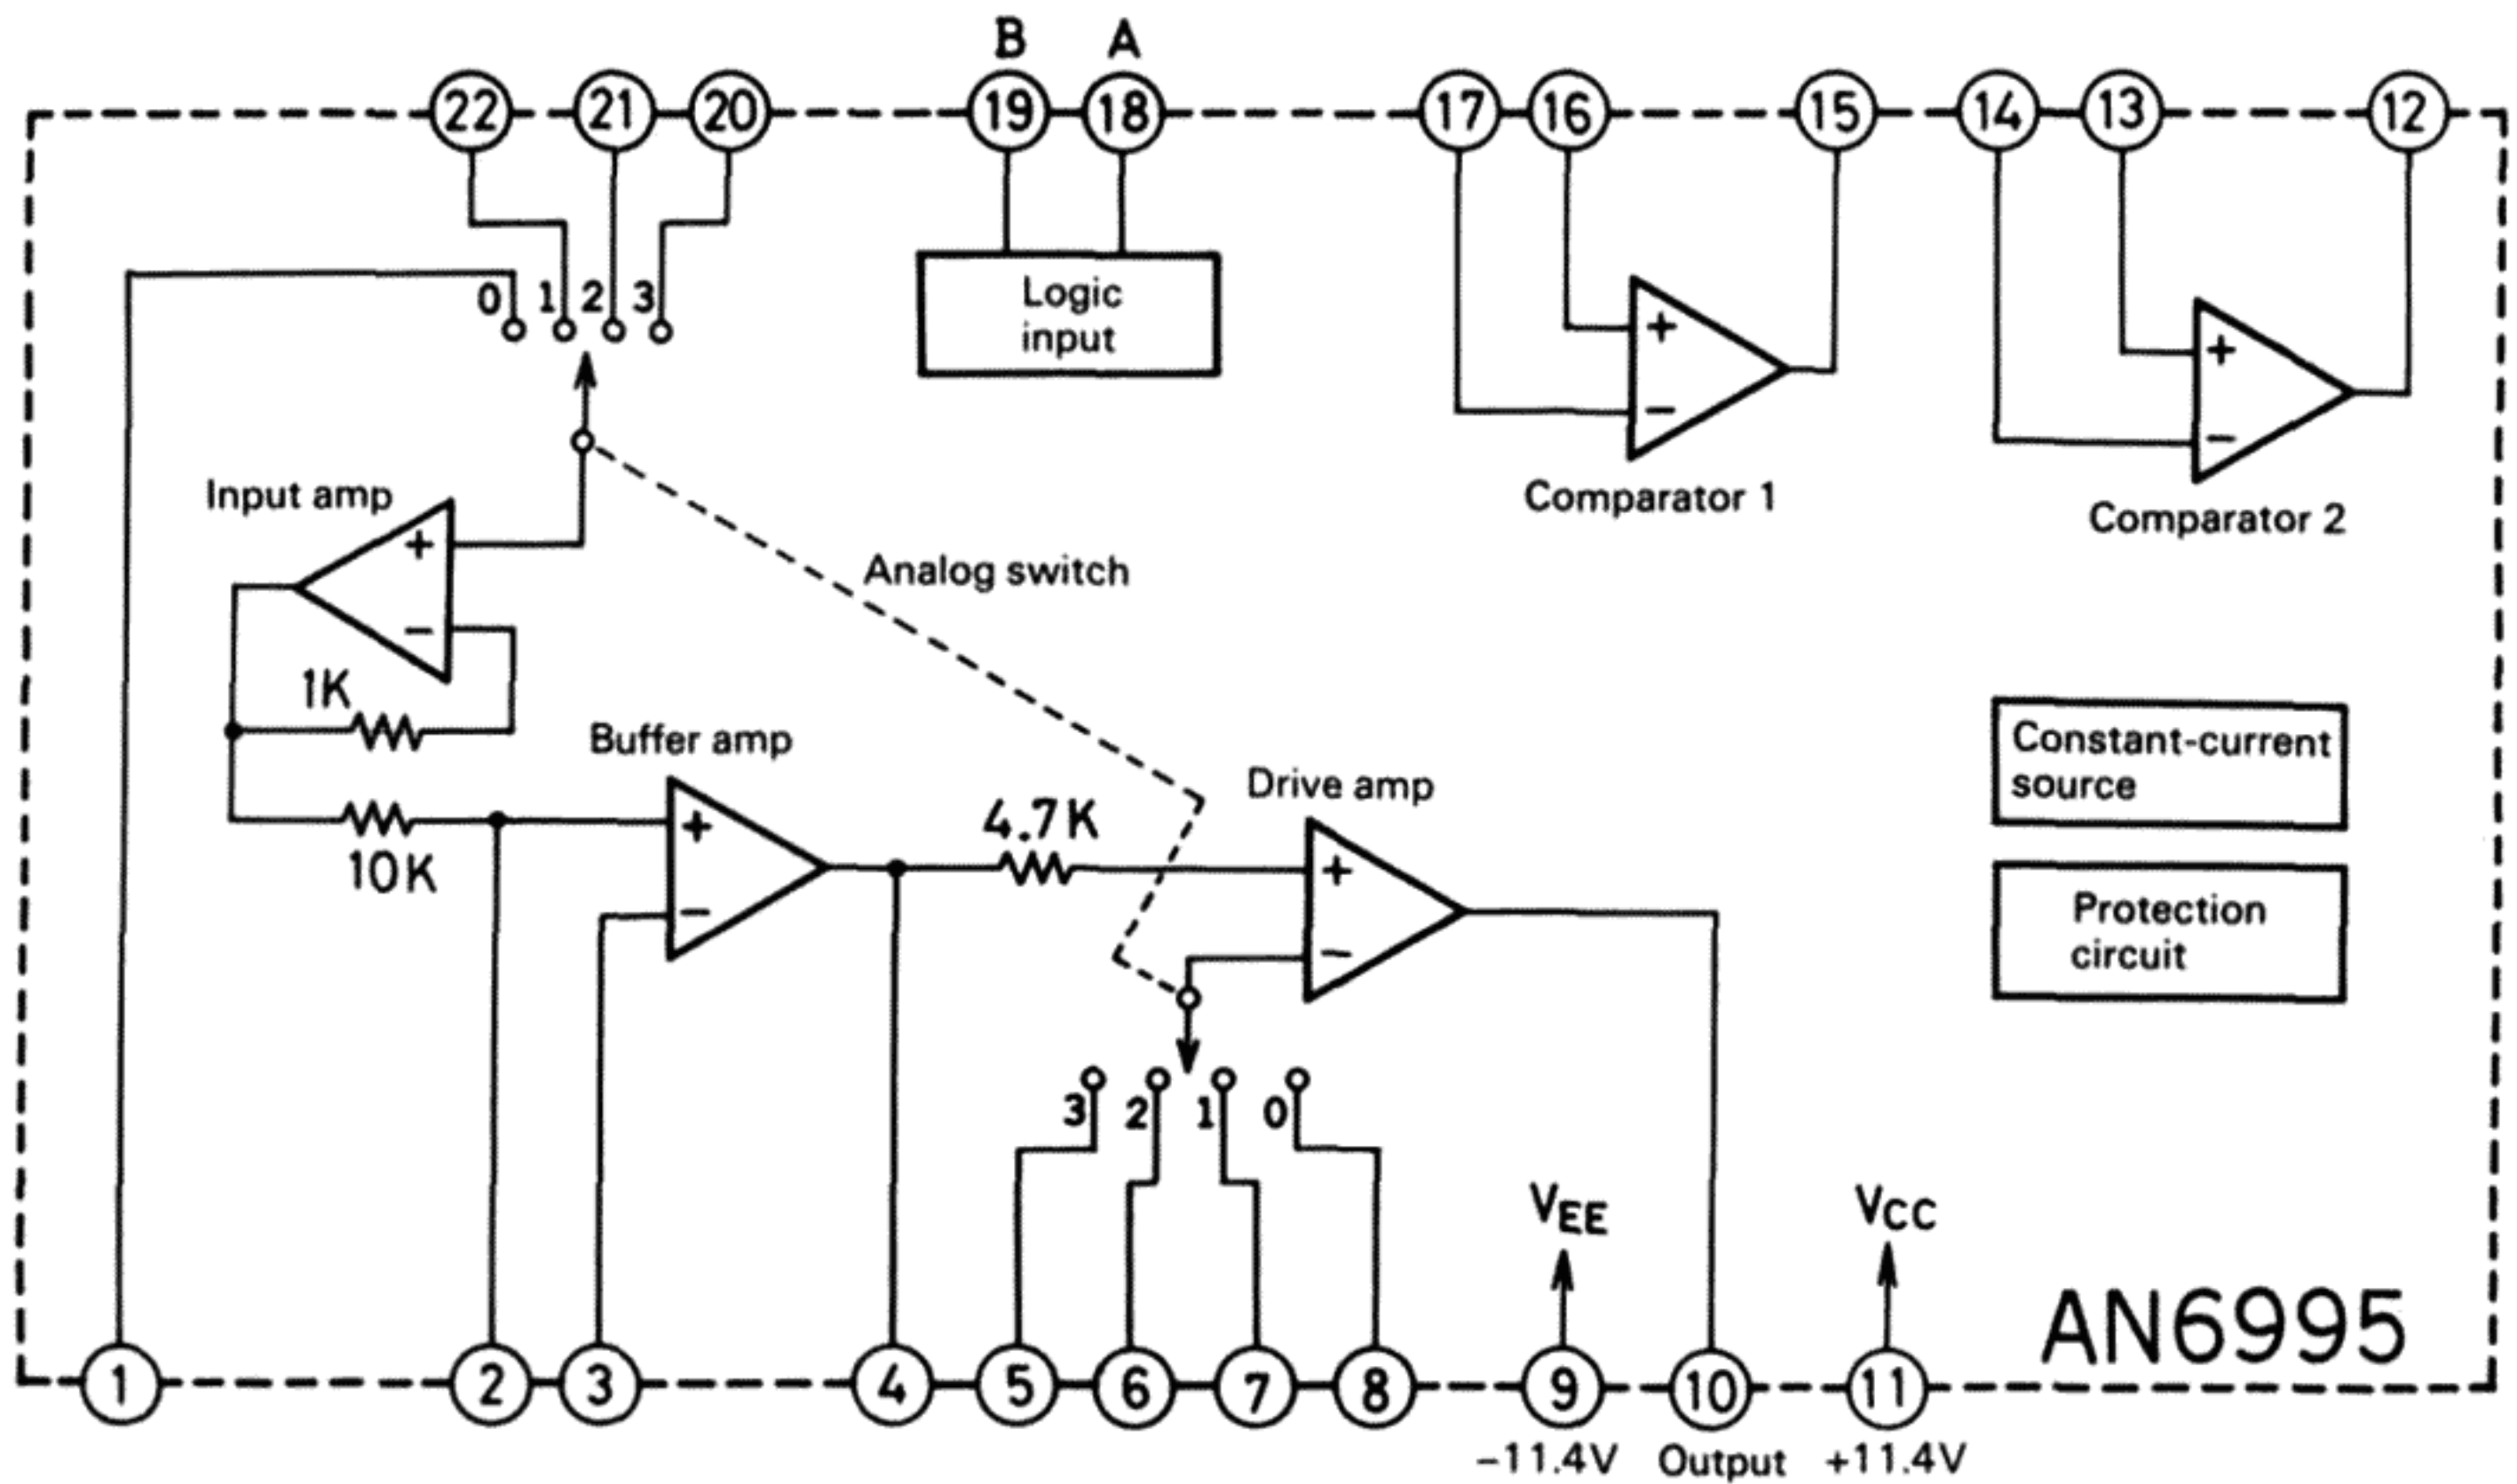 B A
22 21 20 19 18 17 16 15 14 13 12
0 1 2 3
Logic
input
+
−
Comparator 1
+
−
Comparator 2
Input amp
+
−
Analog switch
1K
Buffer amp
10K
+
−
4.7K
Drive amp
+
−
Constant-current
source
Protection
circuit
3 2 1 0
VEE
VCC
AN6995
1 2 3 4 5 6 7 8 9 10 11
−11.4V Output +11.4V